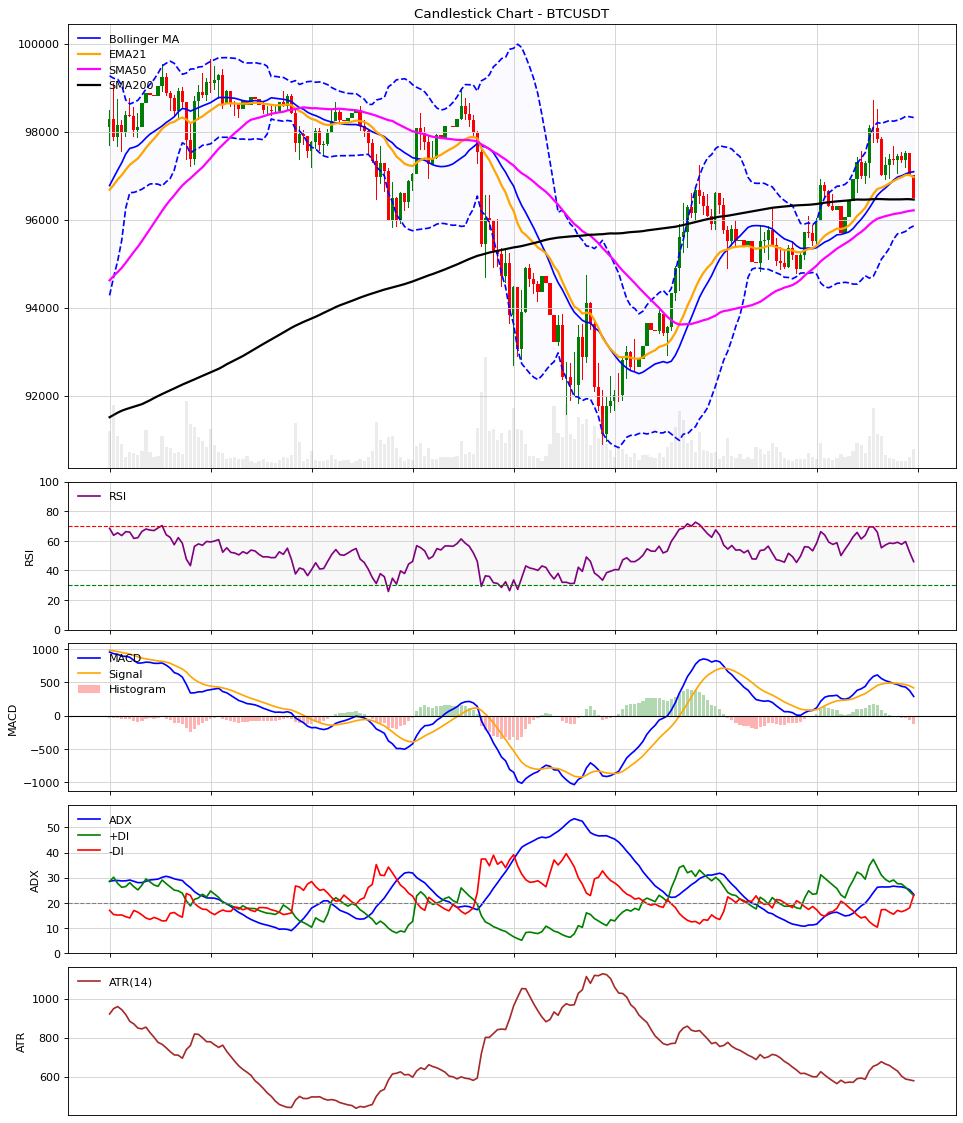 Candlestick Chart - BTCUSDT
100000
98000
96000
94000
92000
Bollinger MA
EMA21
SMA50
SMA200
RSI
100
80
60
40
20
0
RSI
MACD
1000
500
0
−500
−1000
MACD
Signal
Histogram
ADX
50
40
30
20
10
0
ADX
+DI
-DI
ATR
1000
800
600
ATR(14)